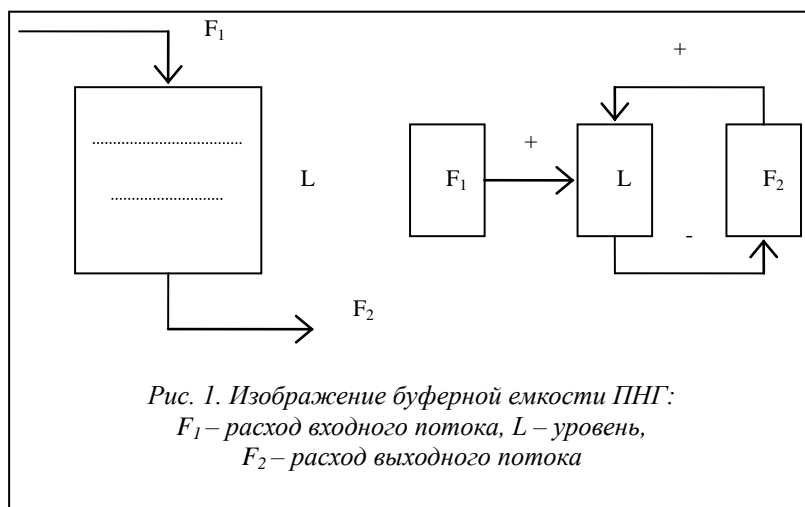 F₁
+
+
L
F₁
L
F₂
-
F₂
Рис. 1. Изображение буферной емкости ПНГ:
F₁ – расход входного потока, L – уровень,
F₂ – расход выходного потока